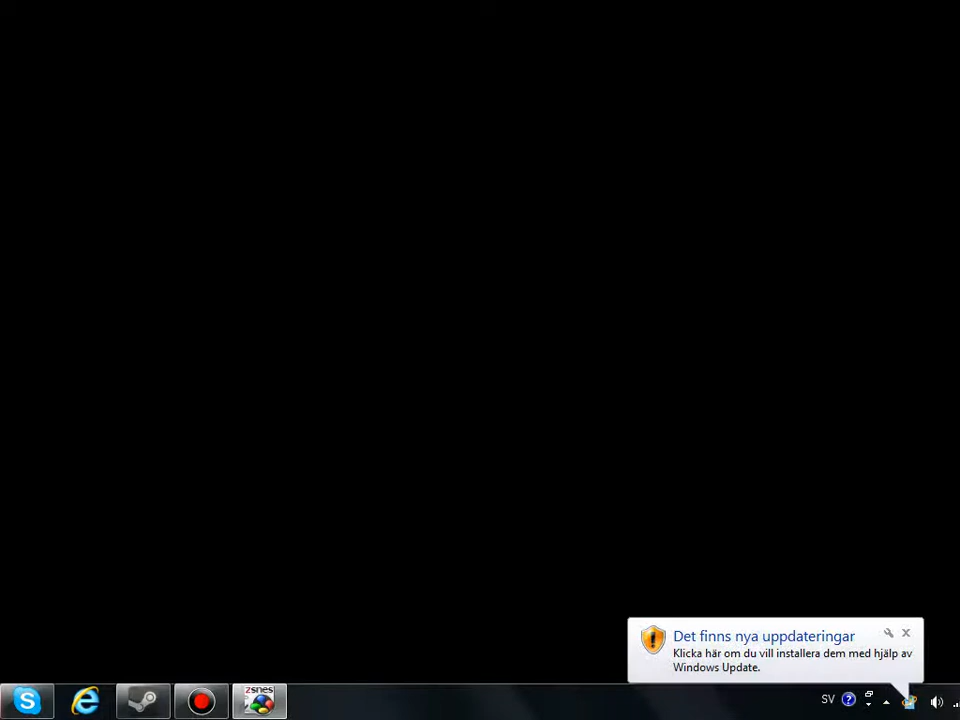 Det finns nya uppdateringar
Klicka här om du vill installera dem med hjälp av
Windows Update.
zsnes
SV